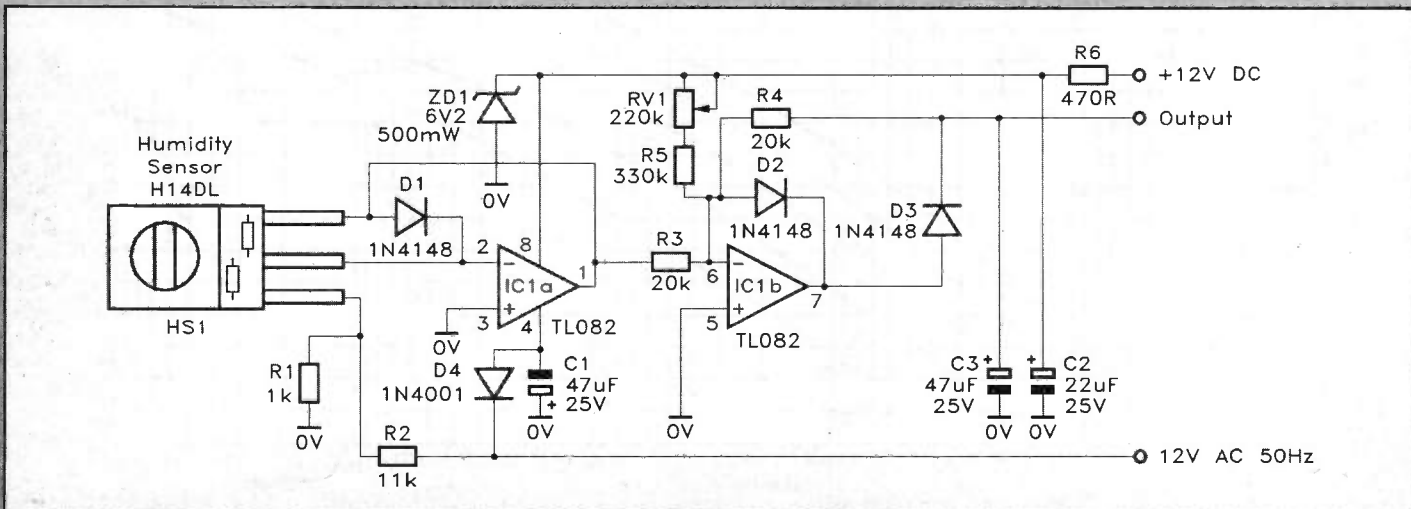 R6
+12V DC
470R
ZD1
6V2
500mW
RV1
220k
R4
20k
Output
Humidity
Sensor
H14DL
0V
R5
330k
D2
1N4148
D1
1N4148
D3
1N4148
2
8
R3
20k
6
IC1a
1
IC1b
7
3
4
TL082
5
TL082
HS1
0V
R1
1k
D4
1N4001
C1
47uF
25V
+
C3
47uF
25V
+
C2
22uF
25V
+
0V
0V
0V
0V
0V
R2
11k
12V AC 50Hz